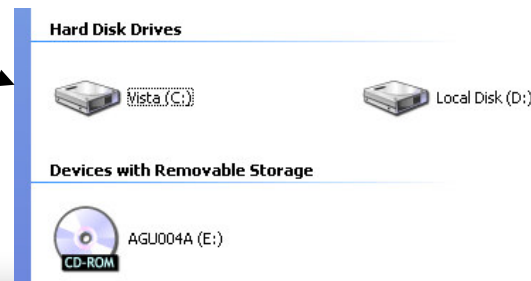 Hard Disk Drives
Vista (C:)
Local Disk (D:)
Devices with Removable Storage
AGU004A (E:)
CD-ROM